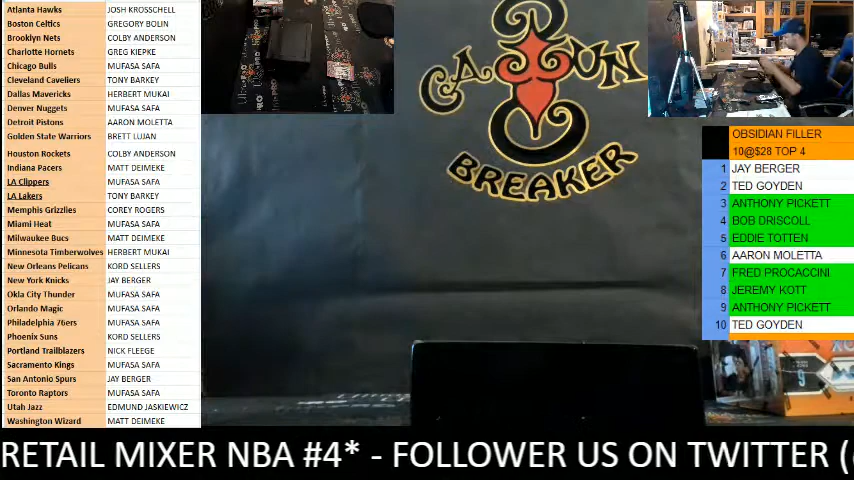 Atlanta Hawks JOSH KROSSCHELL
Boston Celtics GREGORY BOLIN
Brooklyn Nets COLBY ANDERSON
Charlotte Hornets GREG KIEPKE
Chicago Bulls MUFASA SAFA
Cleveland Cavaliers TONY BARKEY
Dallas Mavericks HERBERT MUKAI
Denver Nuggets MUFASA SAFA
Detroit Pistons AARON MOLETTA
Golden State Warriors BRETT LUJAN
Houston Rockets COLBY ANDERSON
Indiana Pacers MATT DEIMEKE
LA Clippers MUFASA SAFA
LA Lakers TONY BARKEY
Memphis Grizzlies COREY ROGERS
Miami Heat MUFASA SAFA
Milwaukee Bucs MATT DEIMEKE
Minnesota Timberwolves HERBERT MUKAI
New Orleans Pelicans KORD SELLERS
New York Knicks JAY BERGER
Okla City Thunder MUFASA SAFA
Orlando Magic MUFASA SAFA
Philadelphia 76ers MUFASA SAFA
Phoenix Suns KORD SELLERS
Portland Trailblazers NICK FLEEGE
Sacramento Kings MUFASA SAFA
San Antonio Spurs JAY BERGER
Toronto Raptors MUFASA SAFA
Utah Jazz EDMUND JASKIEWICZ
Washington Wizard MATT DEIMEKE
CAJUN
BREAKER
OBSIDIAN FILLER
10@$28 TOP 4
1 JAY BERGER
2 TED GOYDEN
3 ANTHONY PICKETT
4 BOB DRISCOLL
5 EDDIE TOTTEN
6 AARON MOLETTA
7 FRED PROCACCINI
8 JEREMY KOTT
9 ANTHONY PICKETT
10 TED GOYDEN
RETAIL MIXER NBA #4* - FOLLOWER US ON TWITTER (